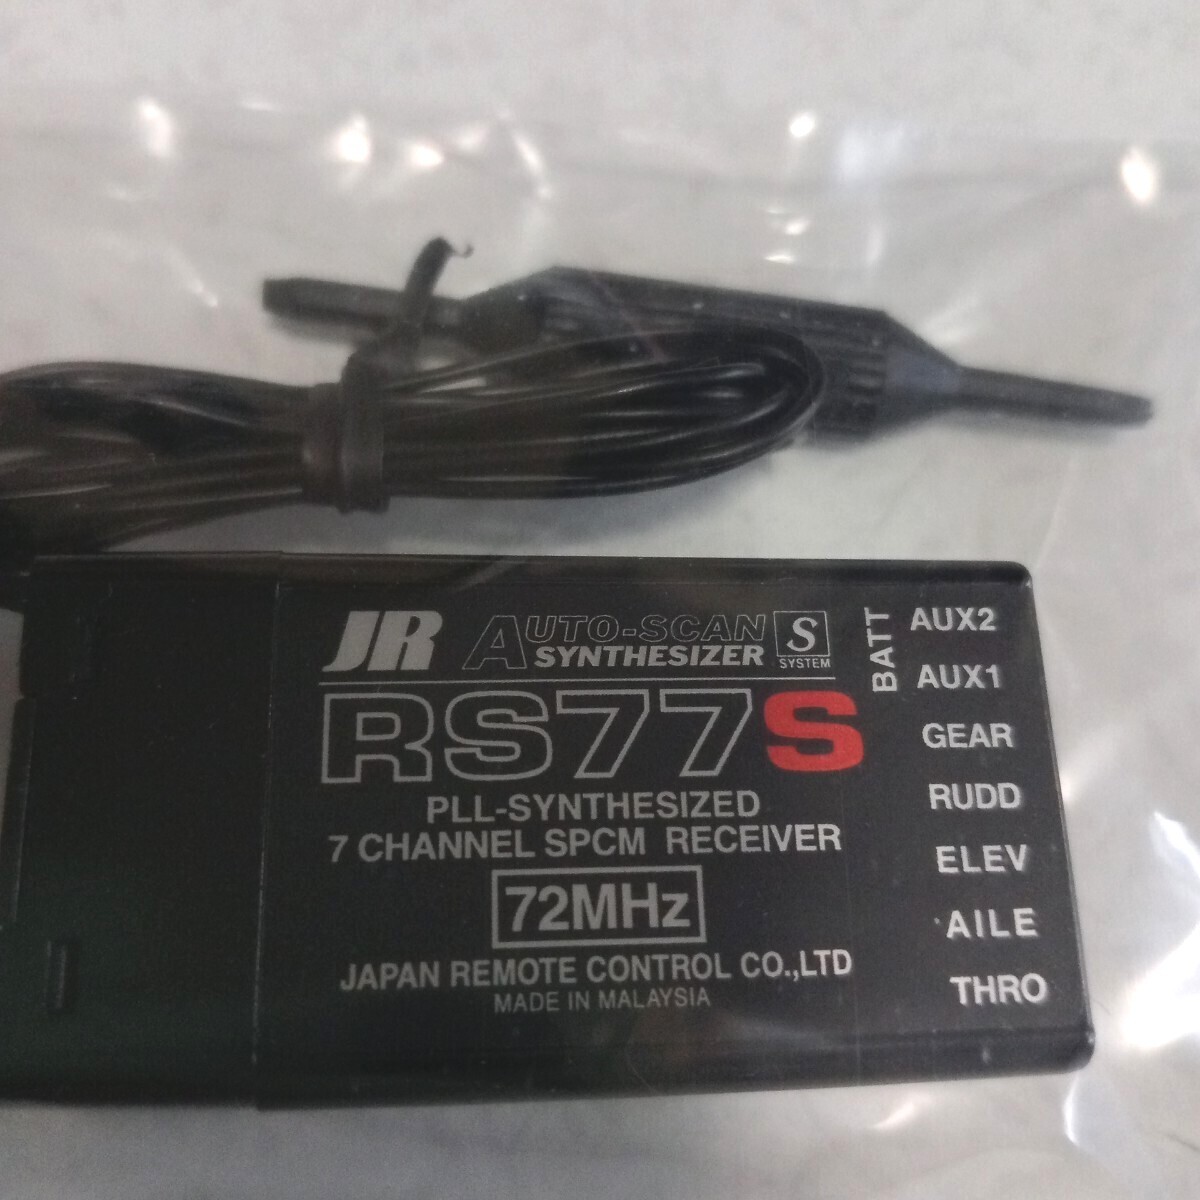 JR AUTO-SCAN
SYNTHESIZER
S
SYSTEM
RS77S
PLL-SYNTHESIZED
7 CHANNEL SPCM RECEIVER
72MHz
JAPAN REMOTE CONTROL CO.,LTD
MADE IN MALAYSIA
BATT
AUX2
AUX1
GEAR
RUDD
ELEV
AILE
THRO